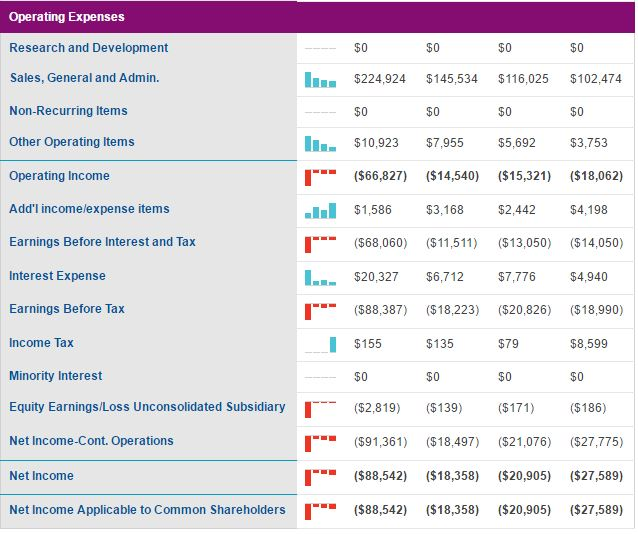 Operating Expenses
Research and Development $0 $0 $0 $0
Sales, General and Admin. $224,924 $145,534 $116,025 $102,474
Non-Recurring Items $0 $0 $0 $0
Other Operating Items $10,923 $7,955 $5,692 $3,753
Operating Income ($66,827) ($14,540) ($15,321) ($18,062)
Add'l income/expense items $1,586 $3,168 $2,442 $4,198
Earnings Before Interest and Tax ($68,060) ($11,511) ($13,050) ($14,050)
Interest Expense $20,327 $6,712 $7,776 $4,940
Earnings Before Tax ($88,387) ($18,223) ($20,826) ($18,990)
Income Tax $155 $135 $79 $8,599
Minority Interest $0 $0 $0 $0
Equity Earnings/Loss Unconsolidated Subsidiary ($2,819) ($139) ($171) ($186)
Net Income-Cont. Operations ($91,361) ($18,497) ($21,076) ($27,775)
Net Income ($88,542) ($18,358) ($20,905) ($27,589)
Net Income Applicable to Common Shareholders ($88,542) ($18,358) ($20,905) ($27,589)